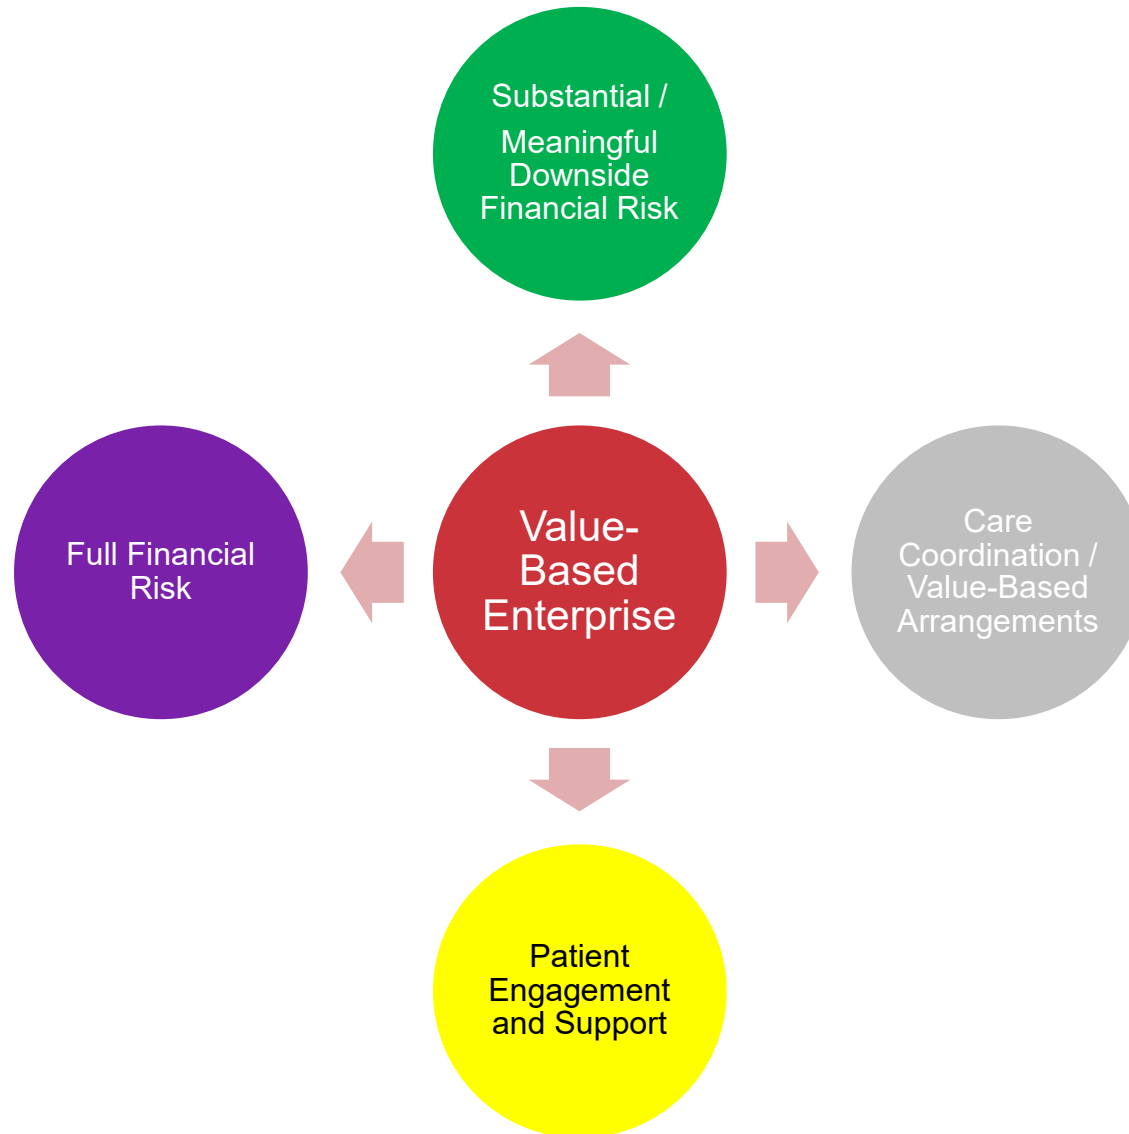 Substantial /
Meaningful
Downside
Financial Risk
Full Financial
Risk
Value-
Based
Enterprise
Care
Coordination /
Value-Based
Arrangements
Patient
Engagement
and Support